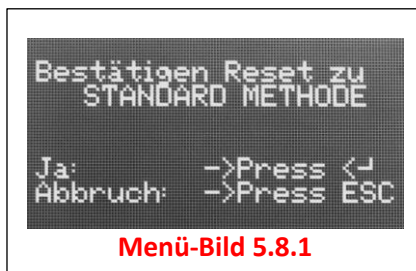 Bestätigen Reset zu
STANDARD METHODE
Ja: ->Press <┘
Abbruch: ->Press ESC
Menü-Bild 5.8.1